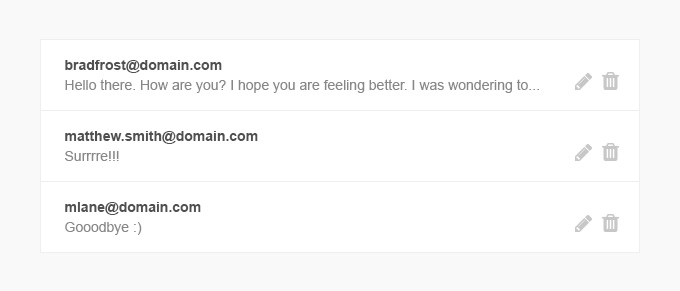 bradfrost@domain.com
Hello there. How are you? I hope you are feeling better. I was wondering to...
matthew.smith@domain.com
Surrrre!!!
mlane@domain.com
Gooodbye :)